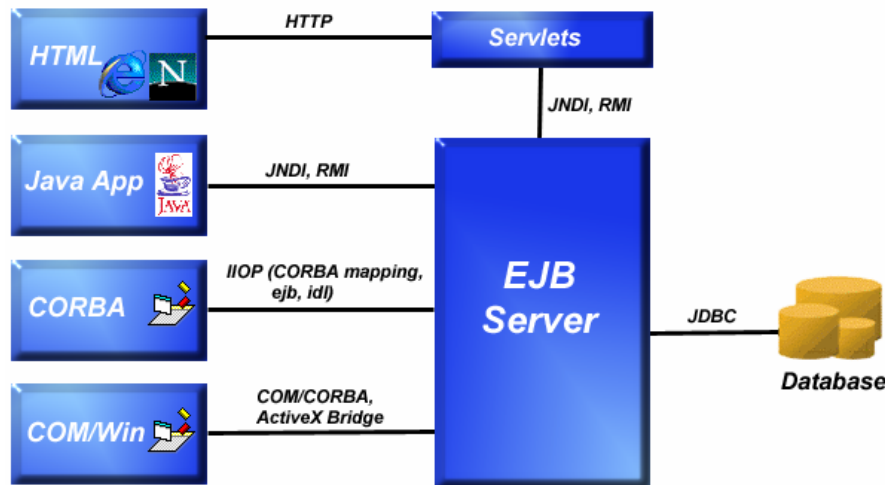 HTTP
HTML
N
Servlets
JNDI, RMI
Java App
JAVA
JNDI, RMI
IIOP (CORBA mapping,
ejb, idl)
CORBA
EJB
Server
JDBC
Database
COM/CORBA,
ActiveX Bridge
COM/Win